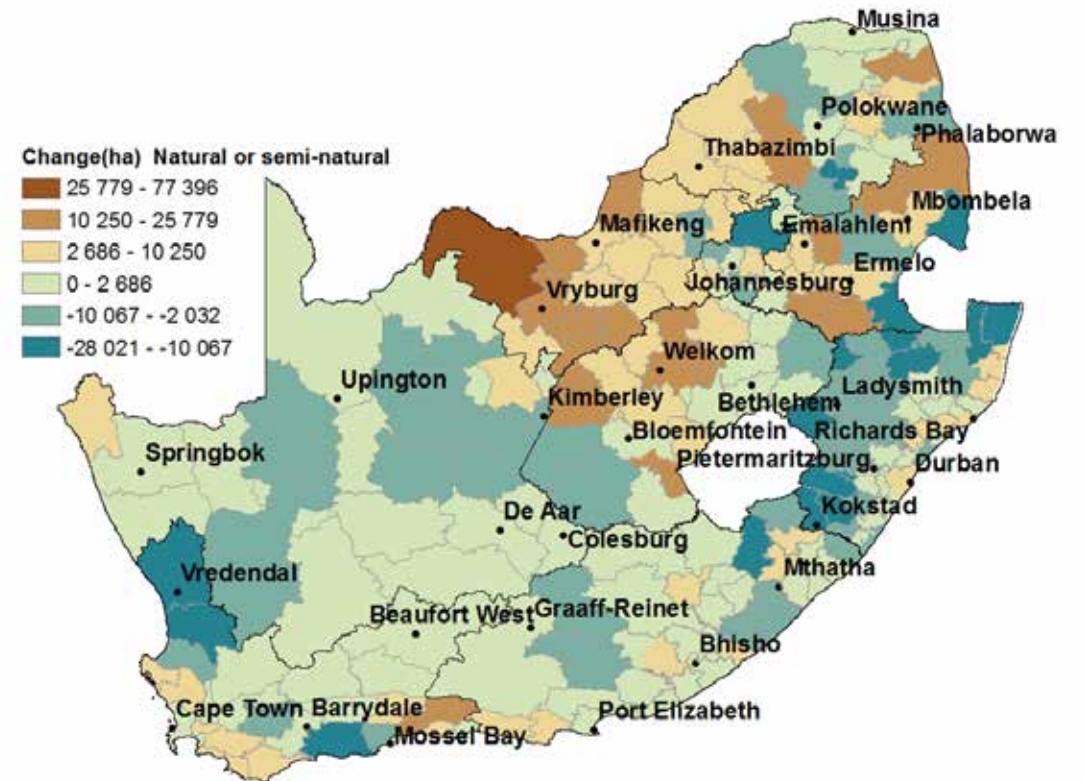 Musina
Polokwane
Phalaborwa
Change(ha) Natural or semi-natural
25 779 - 77 396
10 250 - 25 779
2 686 - 10 250
0 - 2 686
-10 067 - -2 032
-28 021 - -10 067
Thabazimbi
Mbombela
Mafikeng
Emalahleni
Ermelo
Johannesburg
Vryburg
Welkom
Upington
Ladysmith
Kimberley
Bethlehem
Bloemfontein
Richards Bay
Springbok
Pietermaritzburg
Durban
De Aar
Kokstad
Colesburg
Vredendal
Mthatha
Beaufort West
Graaff-Reinet
Bhisho
Cape Town
Barrydale
Port Elizabeth
Mossel Bay